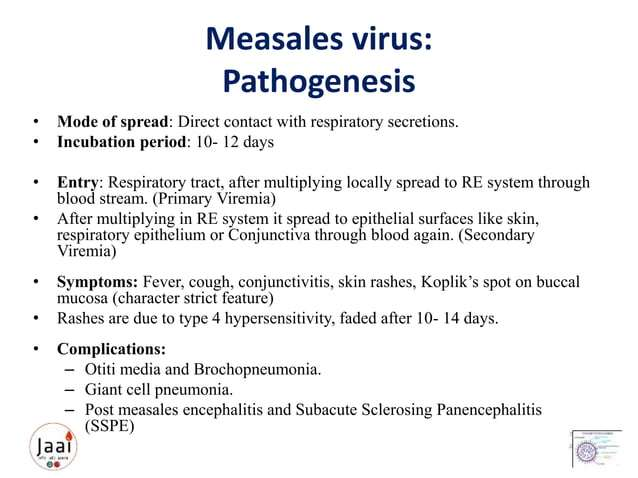 Measales virus:
Pathogenesis
• Mode of spread: Direct contact with respiratory secretions.
• Incubation period: 10- 12 days
• Entry: Respiratory tract, after multiplying locally spread to RE system through
blood stream. (Primary Viremia)
• After multiplying in RE system it spread to epithelial surfaces like skin,
respiratory epithelium or Conjunctiva through blood again. (Secondary
Viremia)
• Symptoms: Fever, cough, conjunctivitis, skin rashes, Koplik’s spot on buccal
mucosa (character strict feature)
• Rashes are due to type 4 hypersensitivity, faded after 10- 14 days.
• Complications:
– Otiti media and Brochopneumonia.
– Giant cell pneumonia.
– Post measales encephalitis and Subacute Sclerosing Panencephalitis
(SSPE)
Jaai